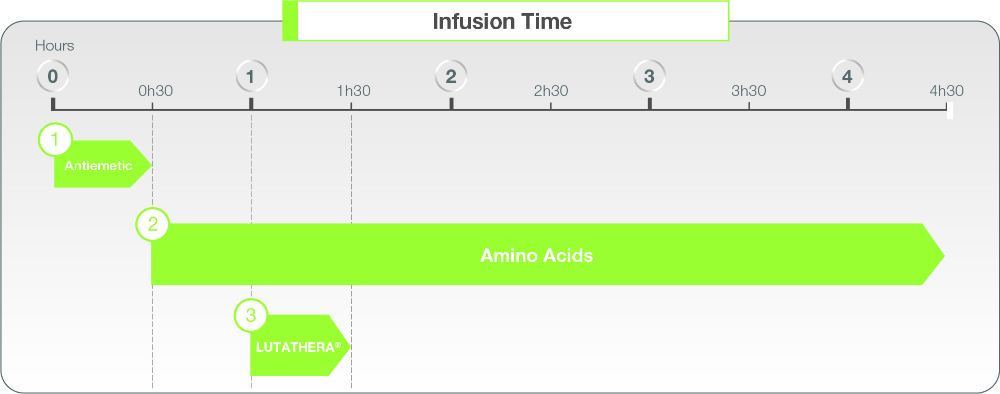 Infusion Time
Hours
0 0h30 1 1h30 2 2h30 3 3h30 4 4h30
1
Antiemetic
2
Amino Acids
3
LUTATHERA®